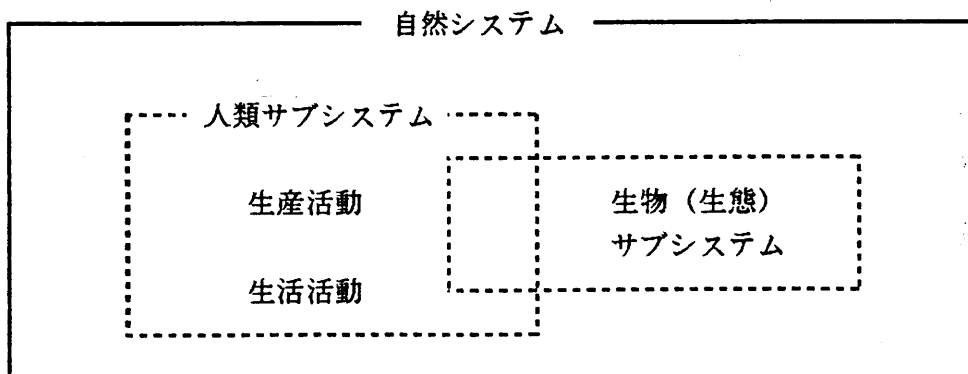 自然システム
人類サブシステム
生産活動
生物（生態）
サブシステム
生活活動